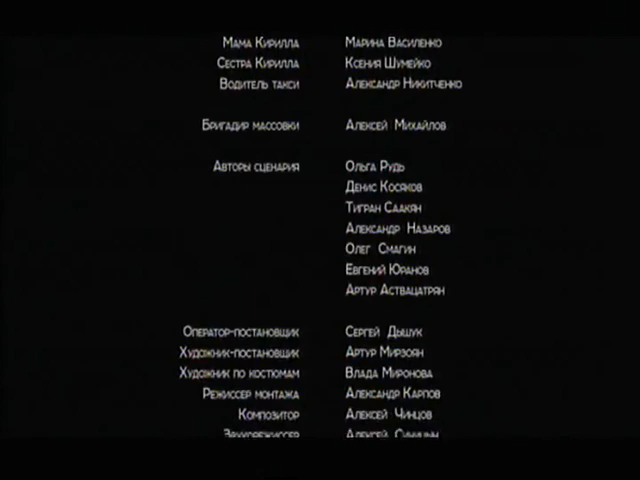 Мама Кирилла Марина Василенко
Сестра Кирилла Ксения Шумейко
Водитель такси Александр Никитченко
Бригадир массовки Алексей Михайлов
Авторы сценария Ольга Рудь
Денис Косяков
Тигран Саакян
Александр Назаров
Олег Смагин
Евгений Юранов
Артур Аствацатрян
Оператор-постановщик Сергей Дышук
Художник-постановщик Артур Мирзоян
Художник по костюмам Влада Миронова
Режиссер монтажа Александр Карпов
Композитор Алексей Чинцов
Звукорежиссер Алексей